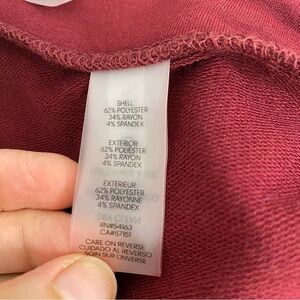 SHELL
62% POLYESTER
34% RAYON
4% SPANDEX
EXTERIOR
62% POLIESTER
34% RAYON
4% SPANDEX
EXTÉRIEUR
62% POLYESTER
34% RAYONNE
4% SPANDEX
RN#54163
CA#57151
CARE ON REVERSE
CUIDADO AL REVERSO
SOIN SUR L'INVERSE